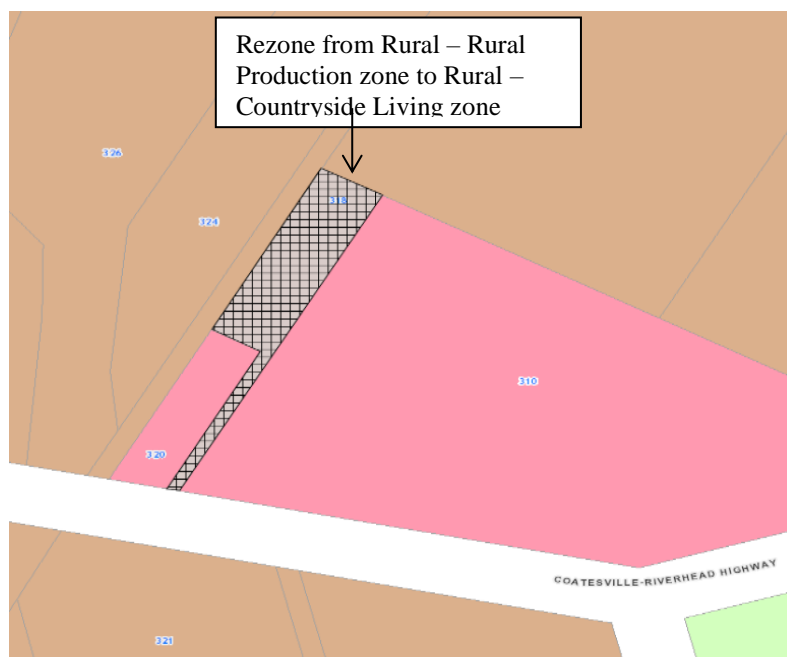 Rezone from Rural – Rural
Production zone to Rural –
Countryside Living zone
326
318
324
310
320
COATESVILLE-RIVERHEAD HIGHWAY
321